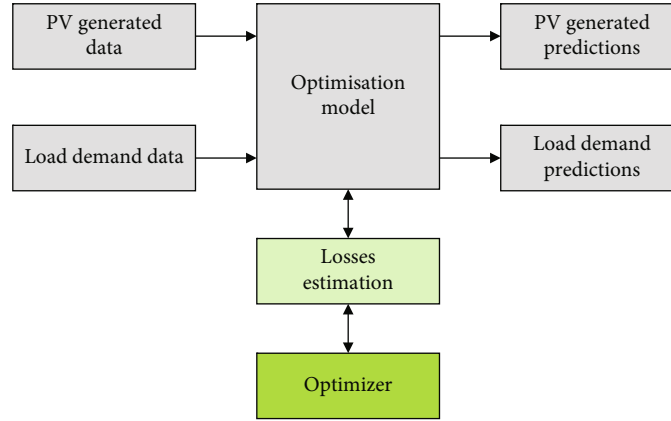 PV generated
data
Optimisation
model
PV generated
predictions
Load demand data
Load demand
predictions
Losses
estimation
Optimizer